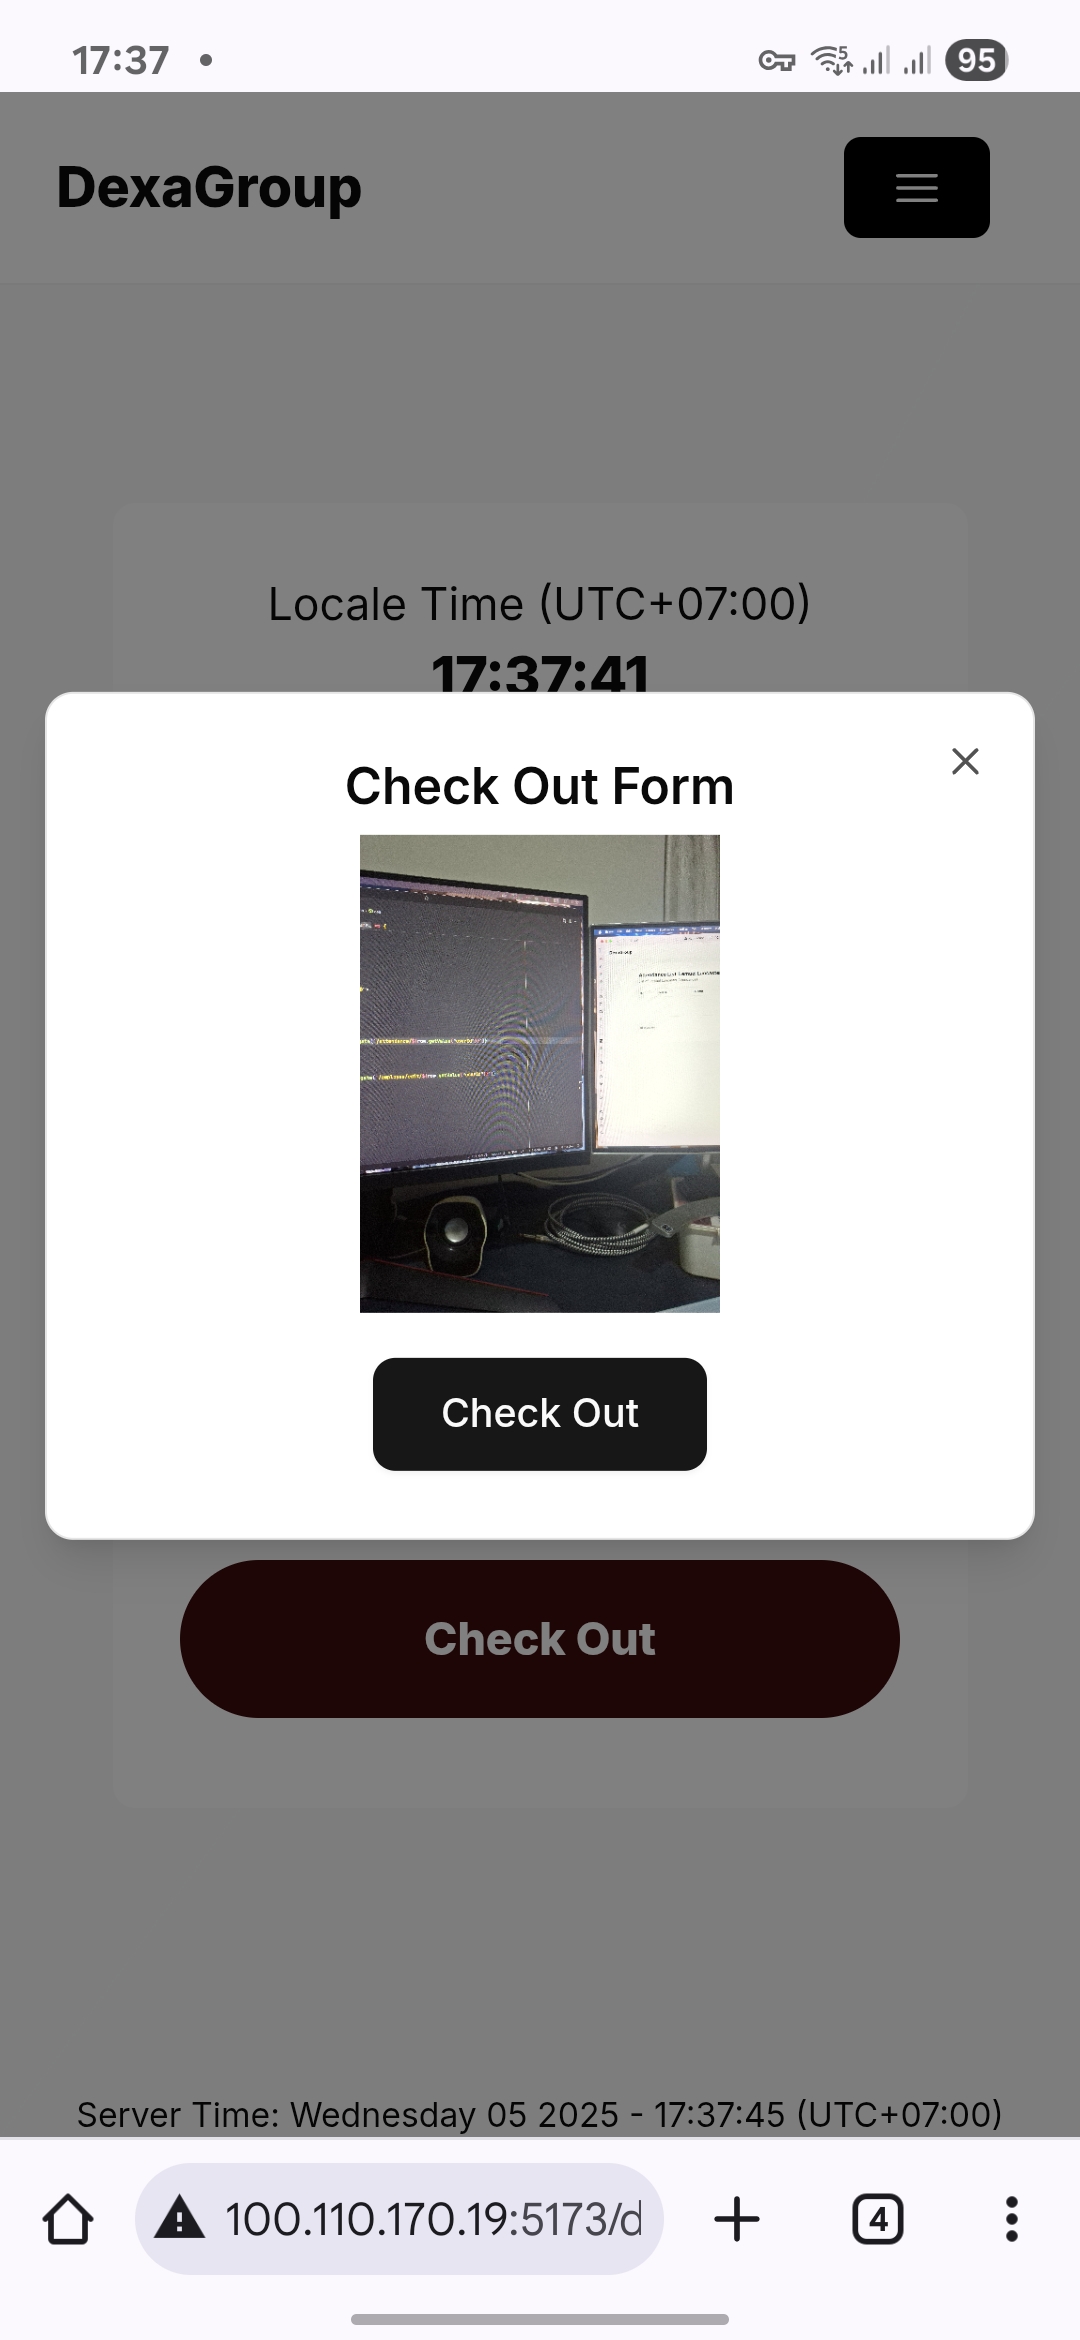 17:37
5
95
DexaGroup
Locale Time (UTC+07:00)
17:37:41
Check Out Form
Check Out
Check Out
Server Time: Wednesday 05 2025 - 17:37:45 (UTC+07:00)
100.110.170.19:5173/d
4